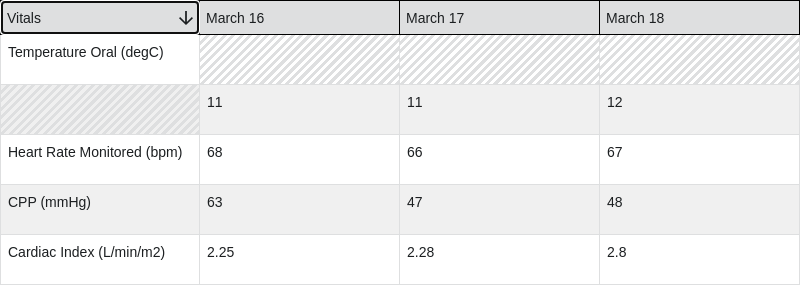 Vitals March 16 March 17 March 18
Temperature Oral (degC)
11 11 12
Heart Rate Monitored (bpm) 68 66 67
CPP (mmHg) 63 47 48
Cardiac Index (L/min/m2) 2.25 2.28 2.8